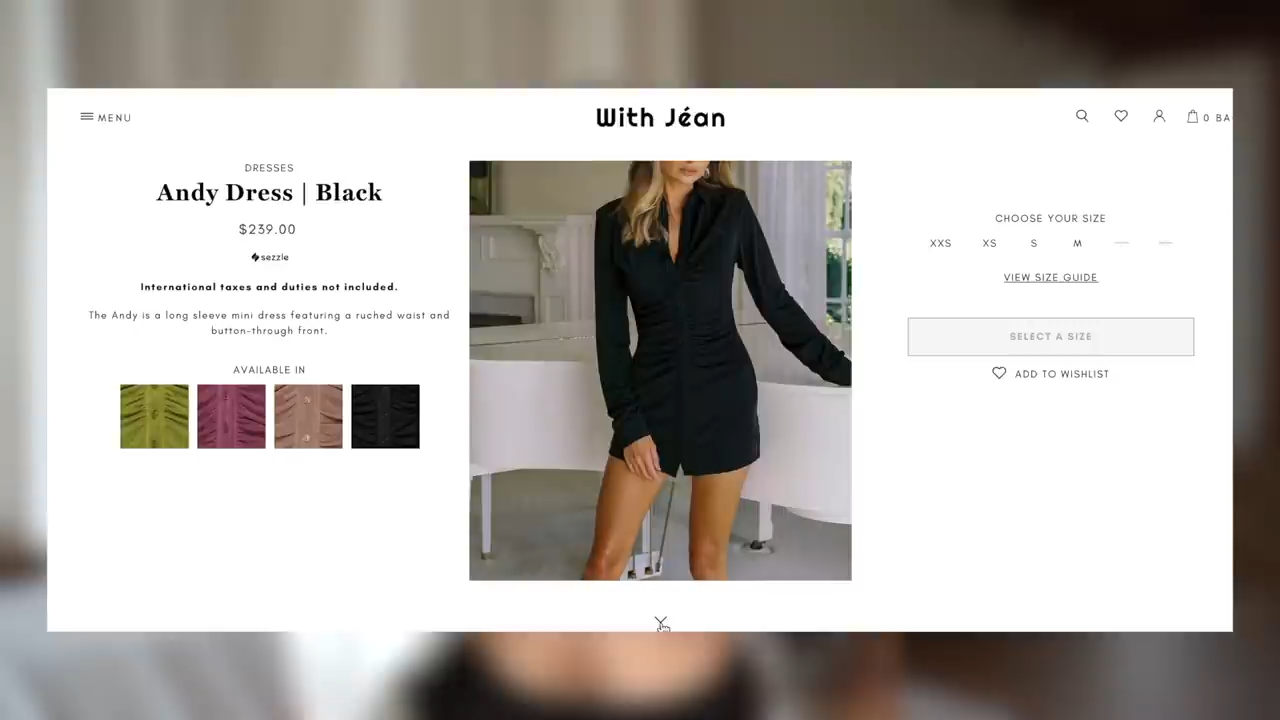 MENU
With Jéan
0 BA
DRESSES
Andy Dress | Black
$239.00
sezzle
International taxes and duties not included.
The Andy is a long sleeve mini dress featuring a ruched waist and
button-through front.
AVAILABLE IN
CHOOSE YOUR SIZE
XXS XS S M
VIEW SIZE GUIDE
SELECT A SIZE
ADD TO WISHLIST